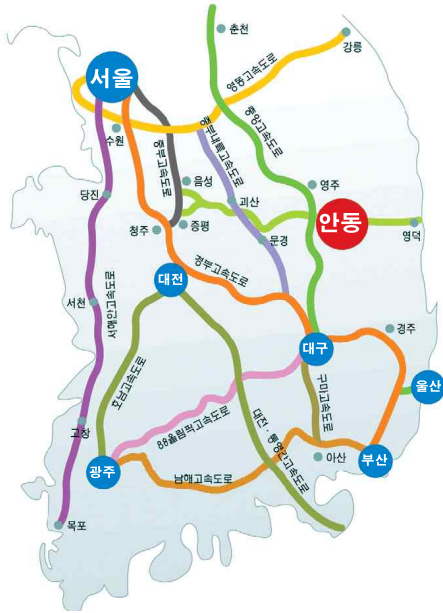 춘천
강릉
서울
영동고속도로
중앙고속도로
수원
중부고속도로
중부내륙고속도로
음성
영주
당진
괴산
안동
청주
증평
문경
영덕
경부고속도로
대전
서천
서해안고속도로
경주
대구
호남고속도로
울산
구미고속도로
88올림픽고속도로
고창
대진·통영간고속도로
광주
아산
부산
남해고속도로
목포